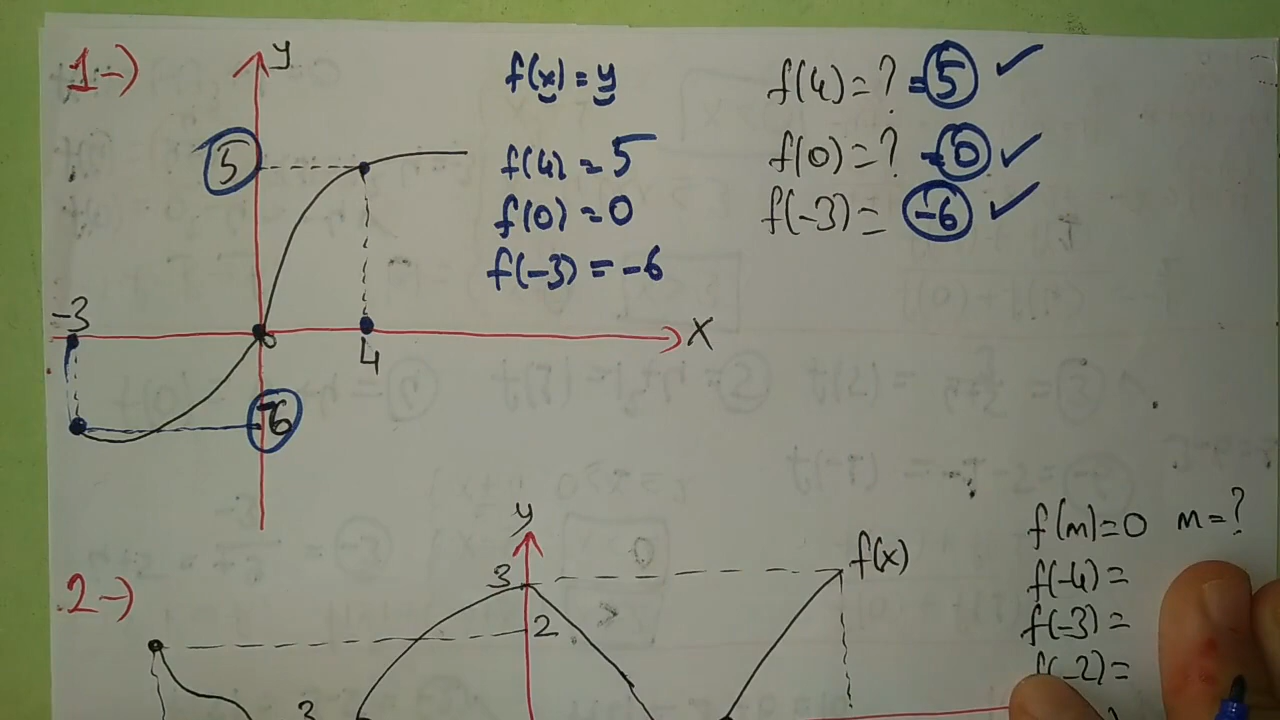 1-)
y
5
-3
0
4
x
-6
f(x) = y
f(4) = 5
f(0) = 0
f(-3) = -6
f(4) = ? = 5 ✓
f(0) = ? = 0 ✓
f(-3) = -6 ✓
2-)
y
3
2
f(x)
f(m)=0 m=?
f(-4)=
f(-3)=
f(-2)=